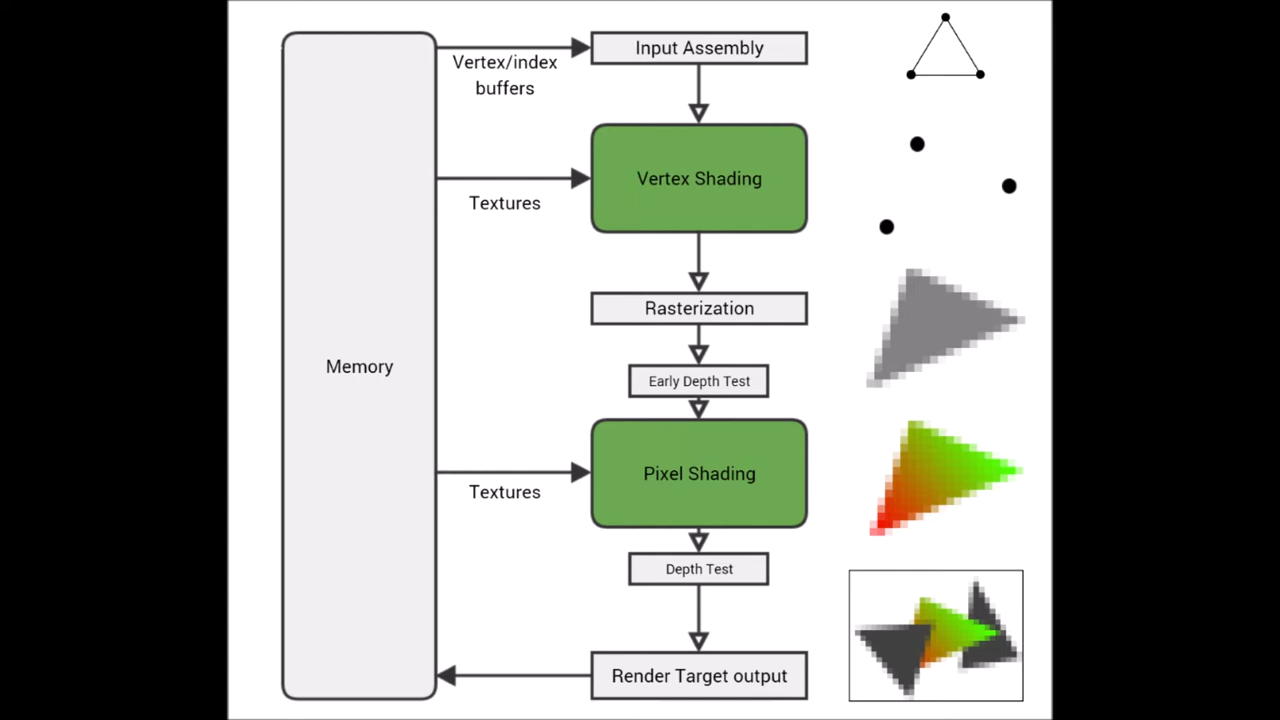 Input Assembly
Vertex/index
buffers
Vertex Shading
Textures
Rasterization
Memory
Early Depth Test
Pixel Shading
Textures
Depth Test
Render Target output